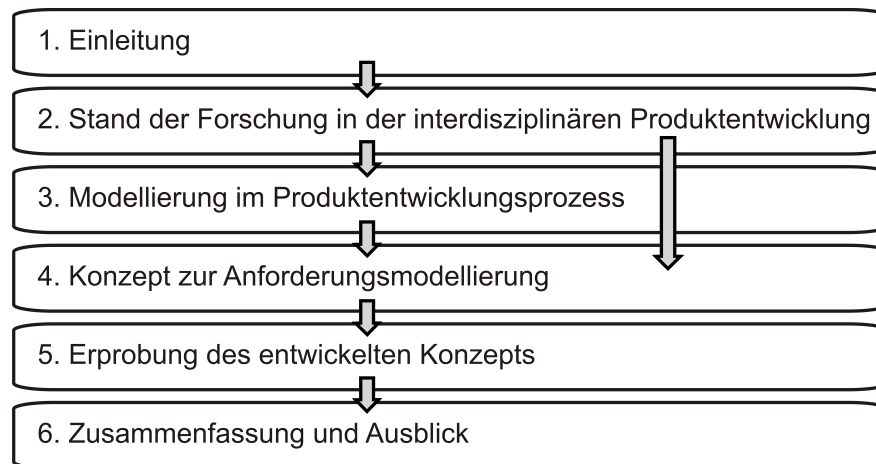 1. Einleitung
2. Stand der Forschung in der interdisziplinären Produktentwicklung
3. Modellierung im Produktentwicklungsprozess
4. Konzept zur Anforderungsmodellierung
5. Erprobung des entwickelten Konzepts
6. Zusammenfassung und Ausblick